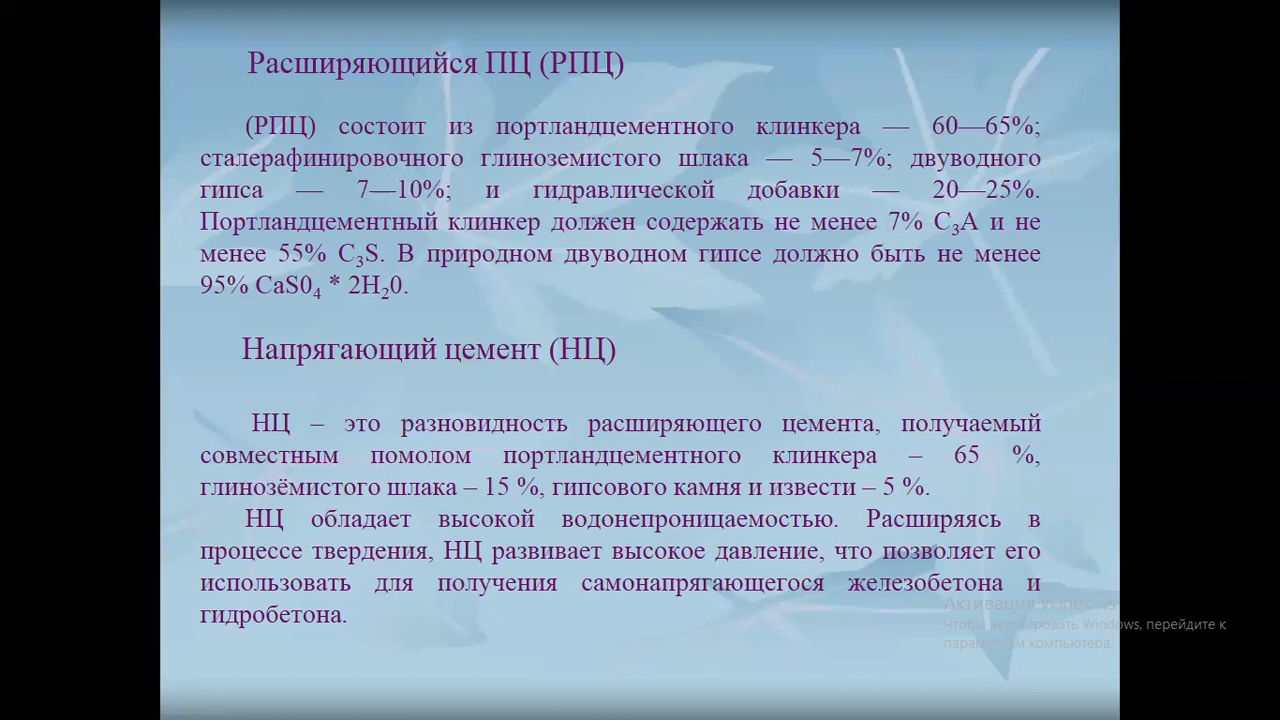 Расширяющийся ПЦ (РПЦ)
(РПЦ) состоит из портландцементного клинкера — 60—65%;
сталерафинировочного глиноземистого шлака — 5—7%; двуводного
гипса — 7—10%; и гидравлической добавки — 20—25%.
Портландцементный клинкер должен содержать не менее 7% C₃A и не
менее 55% C₃S. В природном двуводном гипсе должно быть не менее
95% CaS0₄ * 2H₂0.
Напрягающий цемент (НЦ)
НЦ – это разновидность расширяющего цемента, получаемый
совместным помолом портландцементного клинкера – 65 %,
глинозёмистого шлака – 15 %, гипсового камня и извести – 5 %.
НЦ обладает высокой водонепроницаемостью. Расширяясь в
процессе твердения, НЦ развивает высокое давление, что позволяет его
использовать для получения самонапрягающегося железобетона и
гидробетона.
Активация Windows
Чтобы активировать Windows, перейдите к
параметрам компьютера.